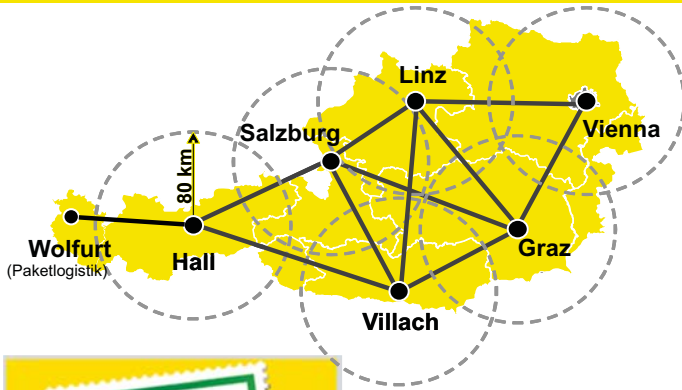 Linz
Vienna
Salzburg
80 km
Wolfurt
(Paketlogistik)
Hall
Graz
Villach